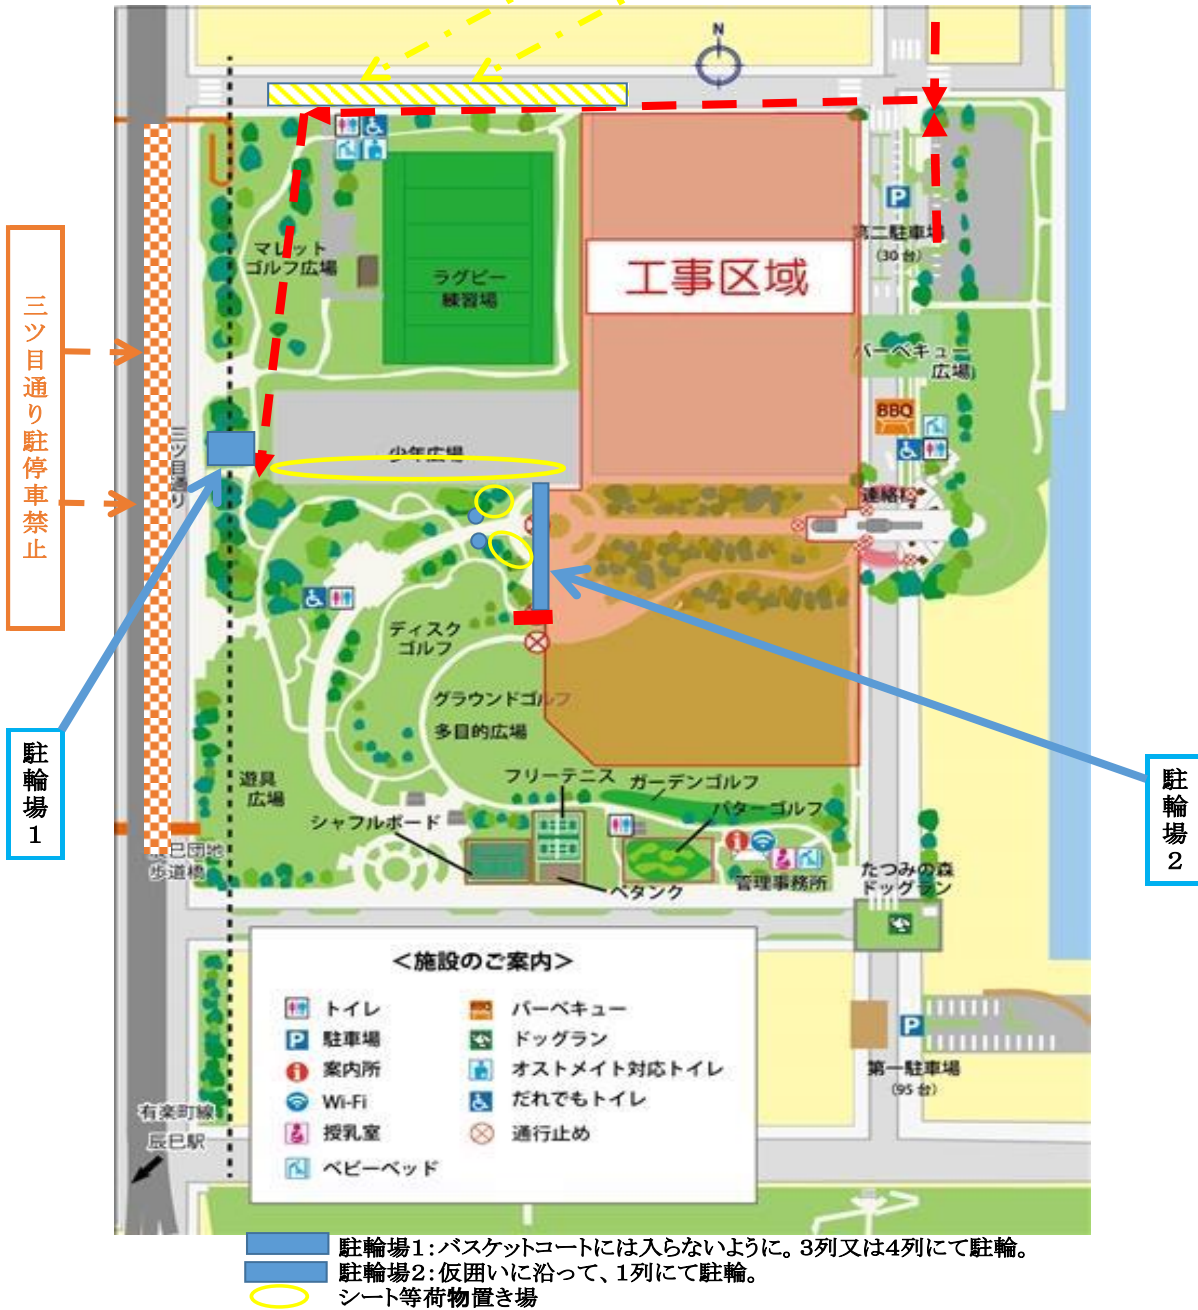 N
マレット
ゴルフ広場
ラグビー
練習場
工事区域
P
第二駐車場
(30台)
バーベキュー
広場
BBQ
三ツ目通り駐停車禁止
三ツ目通り
少年広場
連絡
ディスク
ゴルフ
グラウンドゴルフ
多目的広場
駐輪場1
駐輪場2
遊具
広場
フリーテニス
ガーデンゴルフ
シャフルボード
パターゴルフ
辰巳団地
歩道橋
ペタンク
管理事務所
たつみの森
ドッグラン
<施設のご案内>
トイレ
BBQ バーベキュー
P 駐車場
ドッグラン
案内所
オストメイト対応トイレ
Wi-Fi
だれでもトイレ
授乳室
通行止め
ベビーベッド
P
第一駐車場
(95台)
有楽町線
辰巳駅
駐輪場1:バスケットコートには入らないように。3列又は4列にて駐輪。
駐輪場2:仮囲いに沿って、1列にて駐輪。
シート等荷物置き場